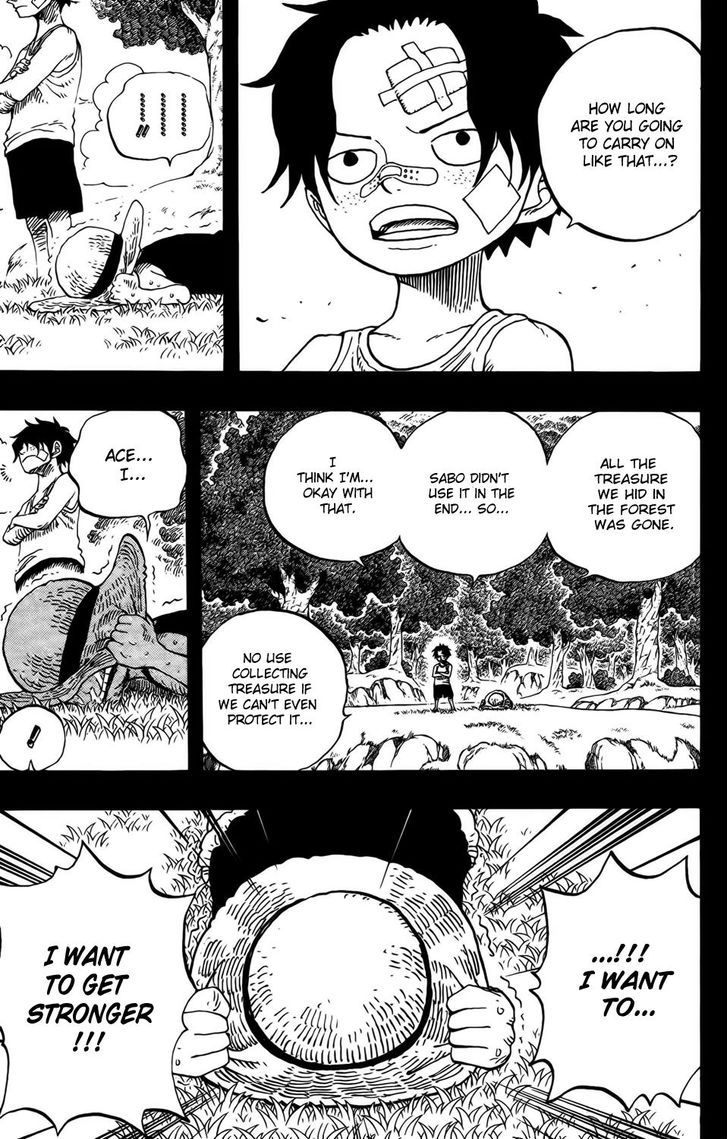 HOW LONG
ARE YOU GOING
TO CARRY ON
LIKE THAT...?
!!!!!!
ALL THE
TREASURE
WE HID IN
THE FOREST
WAS GONE.
SABO DIDN'T
USE IT IN THE
END... SO...
I
THINK I'M...
OKAY WITH
THAT.
NO USE
COLLECTING
TREASURE IF
WE CAN'T EVEN
PROTECT IT...
ACE...
I...
!
...!!!
I WANT
TO...
I WANT
TO GET
STRONGER
!!!